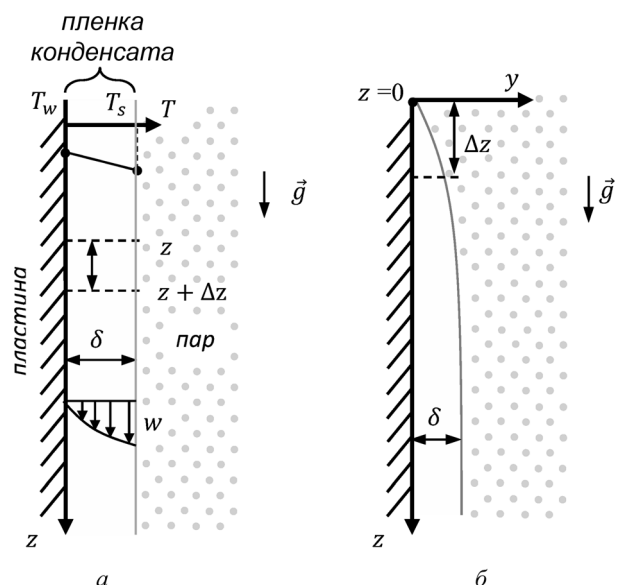 пленка
конденсата
T_w
T_s
T
g⃗
z
z + Δz
пластина
δ
пар
w
z
а
z =0
y
Δz
g⃗
δ
z
б